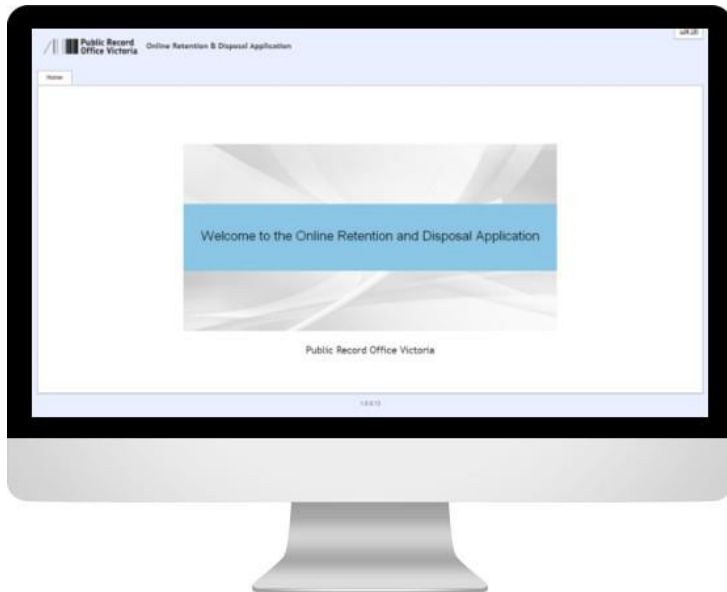 Public Record
Office Victoria
Online Retention & Disposal Application
Home
Welcome to the Online Retention and Disposal Application
Public Record Office Victoria